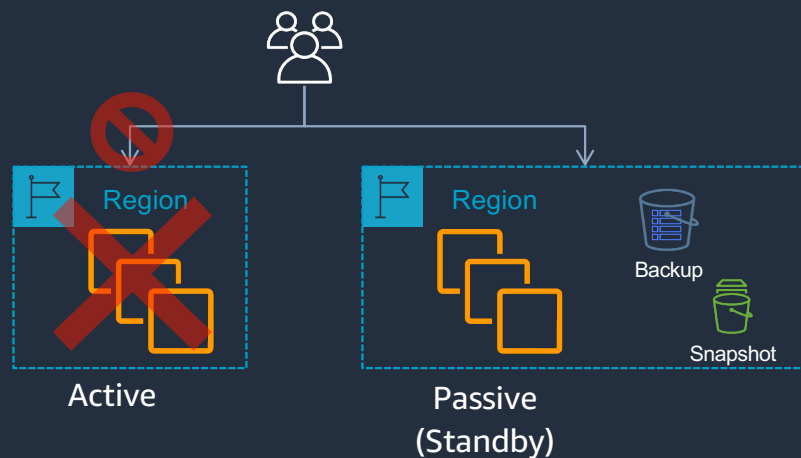 Region
Region
Backup
Snapshot
Active
Passive
(Standby)